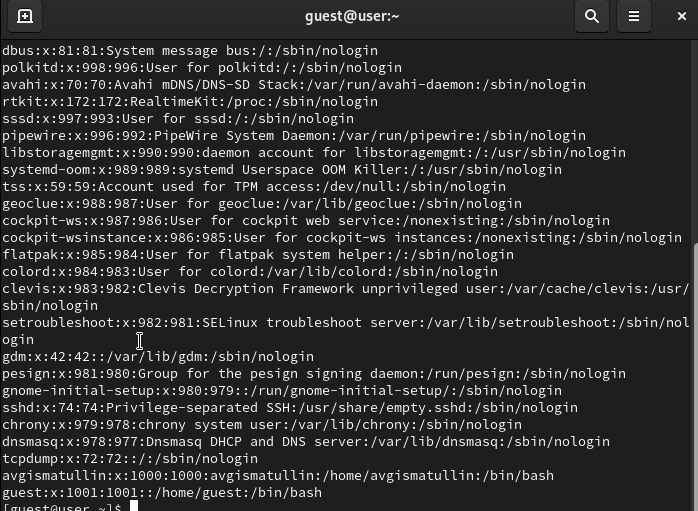 guest@user:~
dbus:x:81:81:System message bus:/:/sbin/nologin
polkitd:x:998:996:User for polkitd:/:/sbin/nologin
avahi:x:70:70:Avahi mDNS/DNS-SD Stack:/var/run/avahi-daemon:/sbin/nologin
rtkit:x:172:172:RealtimeKit:/proc:/sbin/nologin
sssd:x:997:993:User for sssd:/:/sbin/nologin
pipewire:x:996:992:PipeWire System Daemon:/var/run/pipewire:/sbin/nologin
libstoragemgmt:x:990:990:daemon account for libstoragemgmt:/:/usr/sbin/nologin
systemd-oom:x:989:989:systemd Userspace OOM Killer:/:/usr/sbin/nologin
tss:x:59:59:Account used for TPM access:/dev/null:/sbin/nologin
geoclue:x:988:987:User for geoclue:/var/lib/geoclue:/sbin/nologin
cockpit-ws:x:987:986:User for cockpit web service:/nonexisting:/sbin/nologin
cockpit-wsinstance:x:986:985:User for cockpit-ws instances:/nonexisting:/sbin/nologin
flatpak:x:985:984:User for flatpak system helper:/:/sbin/nologin
colord:x:984:983:User for colord:/var/lib/colord:/sbin/nologin
clevis:x:983:982:Clevis Decryption Framework unprivileged user:/var/cache/clevis:/usr/
sbin/nologin
setroubleshoot:x:982:981:SELinux troubleshoot server:/var/lib/setroubleshoot:/sbin/nol
ogin
gdm:x:42:42::/var/lib/gdm:/sbin/nologin
pesign:x:981:980:Group for the pesign signing daemon:/run/pesign:/sbin/nologin
gnome-initial-setup:x:980:979::/run/gnome-initial-setup/:/sbin/nologin
sshd:x:74:74:Privilege-separated SSH:/usr/share/empty.sshd:/sbin/nologin
chrony:x:979:978:chrony system user:/var/lib/chrony:/sbin/nologin
dnsmasq:x:978:977:Dnsmasq DHCP and DNS server:/var/lib/dnsmasq:/sbin/nologin
tcpdump:x:72:72::/:/sbin/nologin
avgismatullin:x:1000:1000:avgismatullin:/home/avgismatullin:/bin/bash
guest:x:1001:1001::/home/guest:/bin/bash
[guest@user ~]$